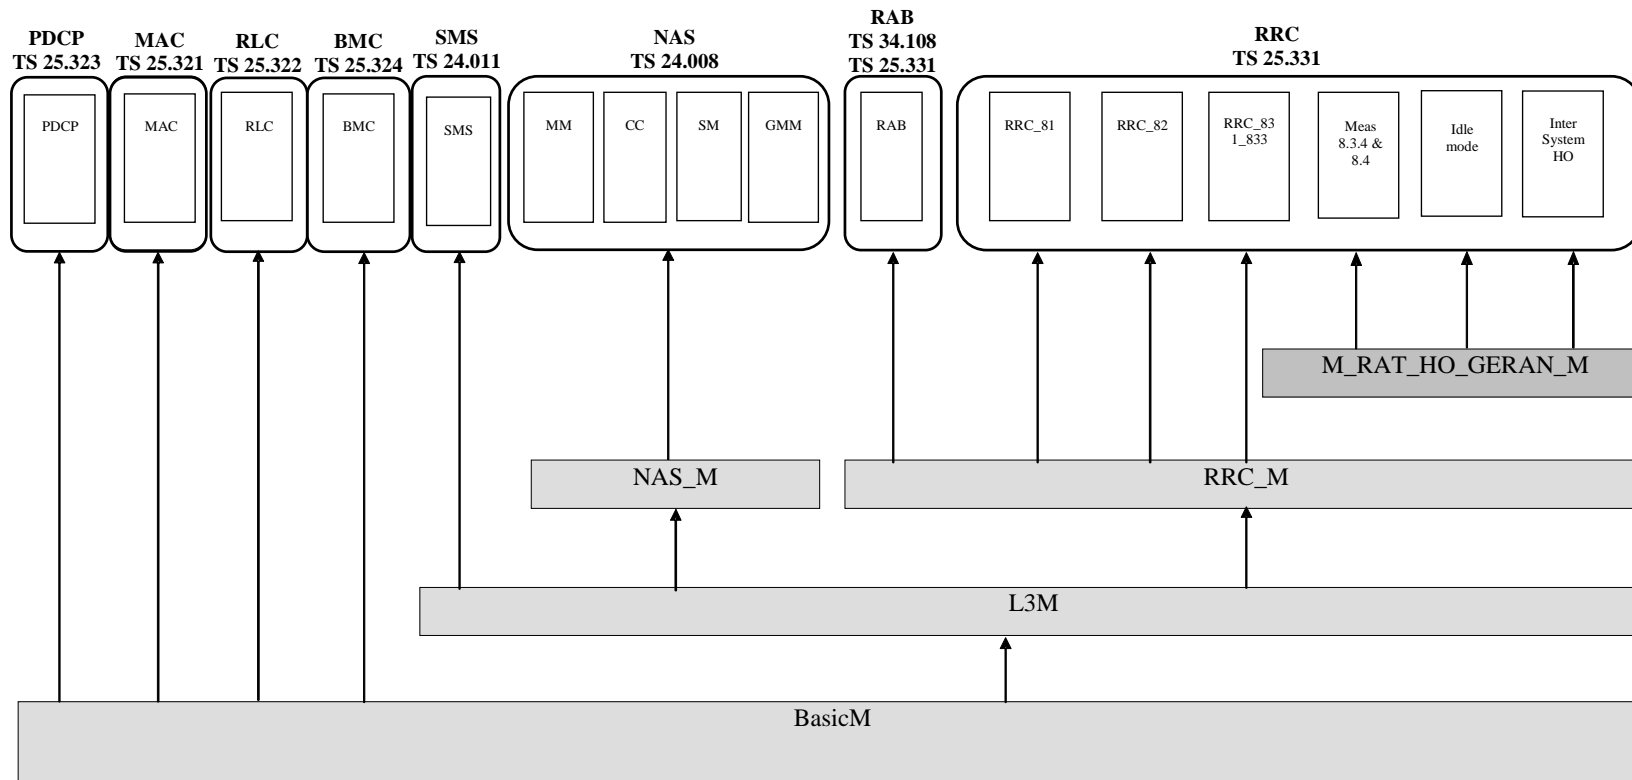 PDCP
TS 25.323
MAC
TS 25.321
RLC
TS 25.322
BMC
TS 25.324
SMS
TS 24.011
NAS
TS 24.008
RAB
TS 34.108
TS 25.331
RRC
TS 25.331
PDCP
MAC
RLC
BMC
SMS
MM
CC
SM
GMM
RAB
RRC_81
RRC_82
RRC_83
1_833
Meas
8.3.4 &
8.4
Idle
mode
Inter
System
HO
M_RAT_HO_GERAN_M
NAS_M
RRC_M
L3M
BasicM